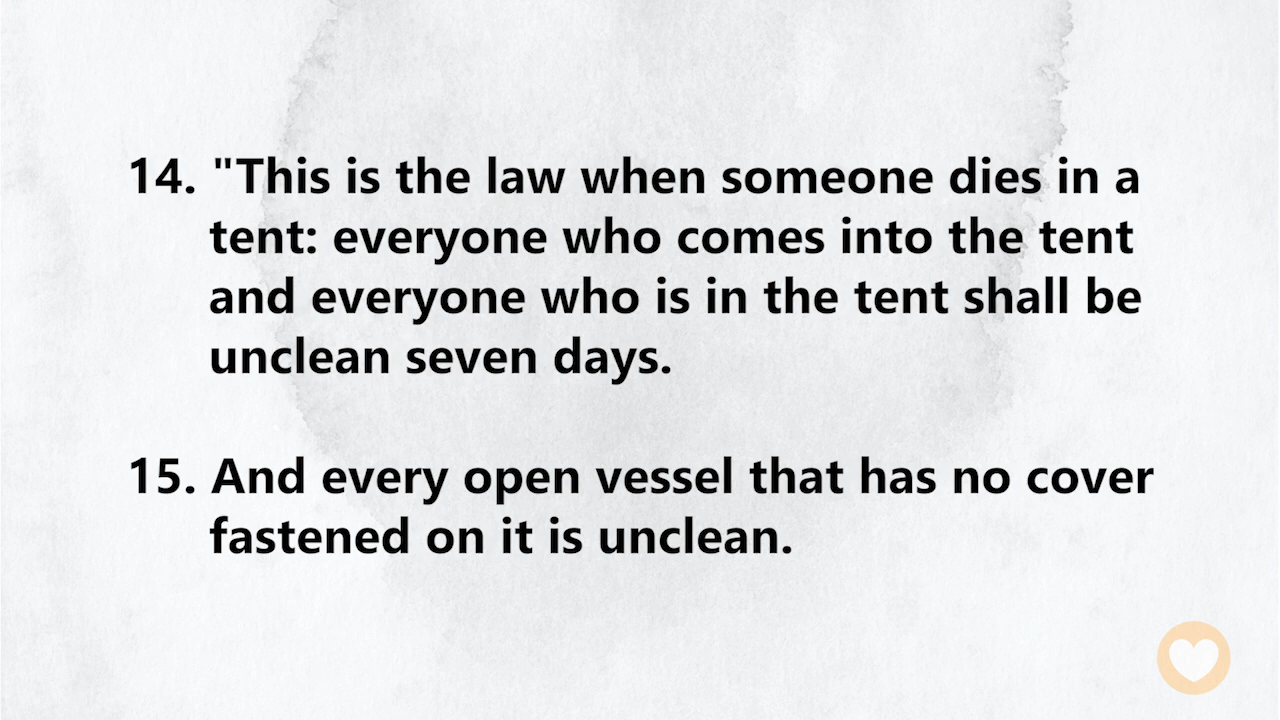 14. "This is the law when someone dies in a
tent: everyone who comes into the tent
and everyone who is in the tent shall be
unclean seven days.
15. And every open vessel that has no cover
fastened on it is unclean.